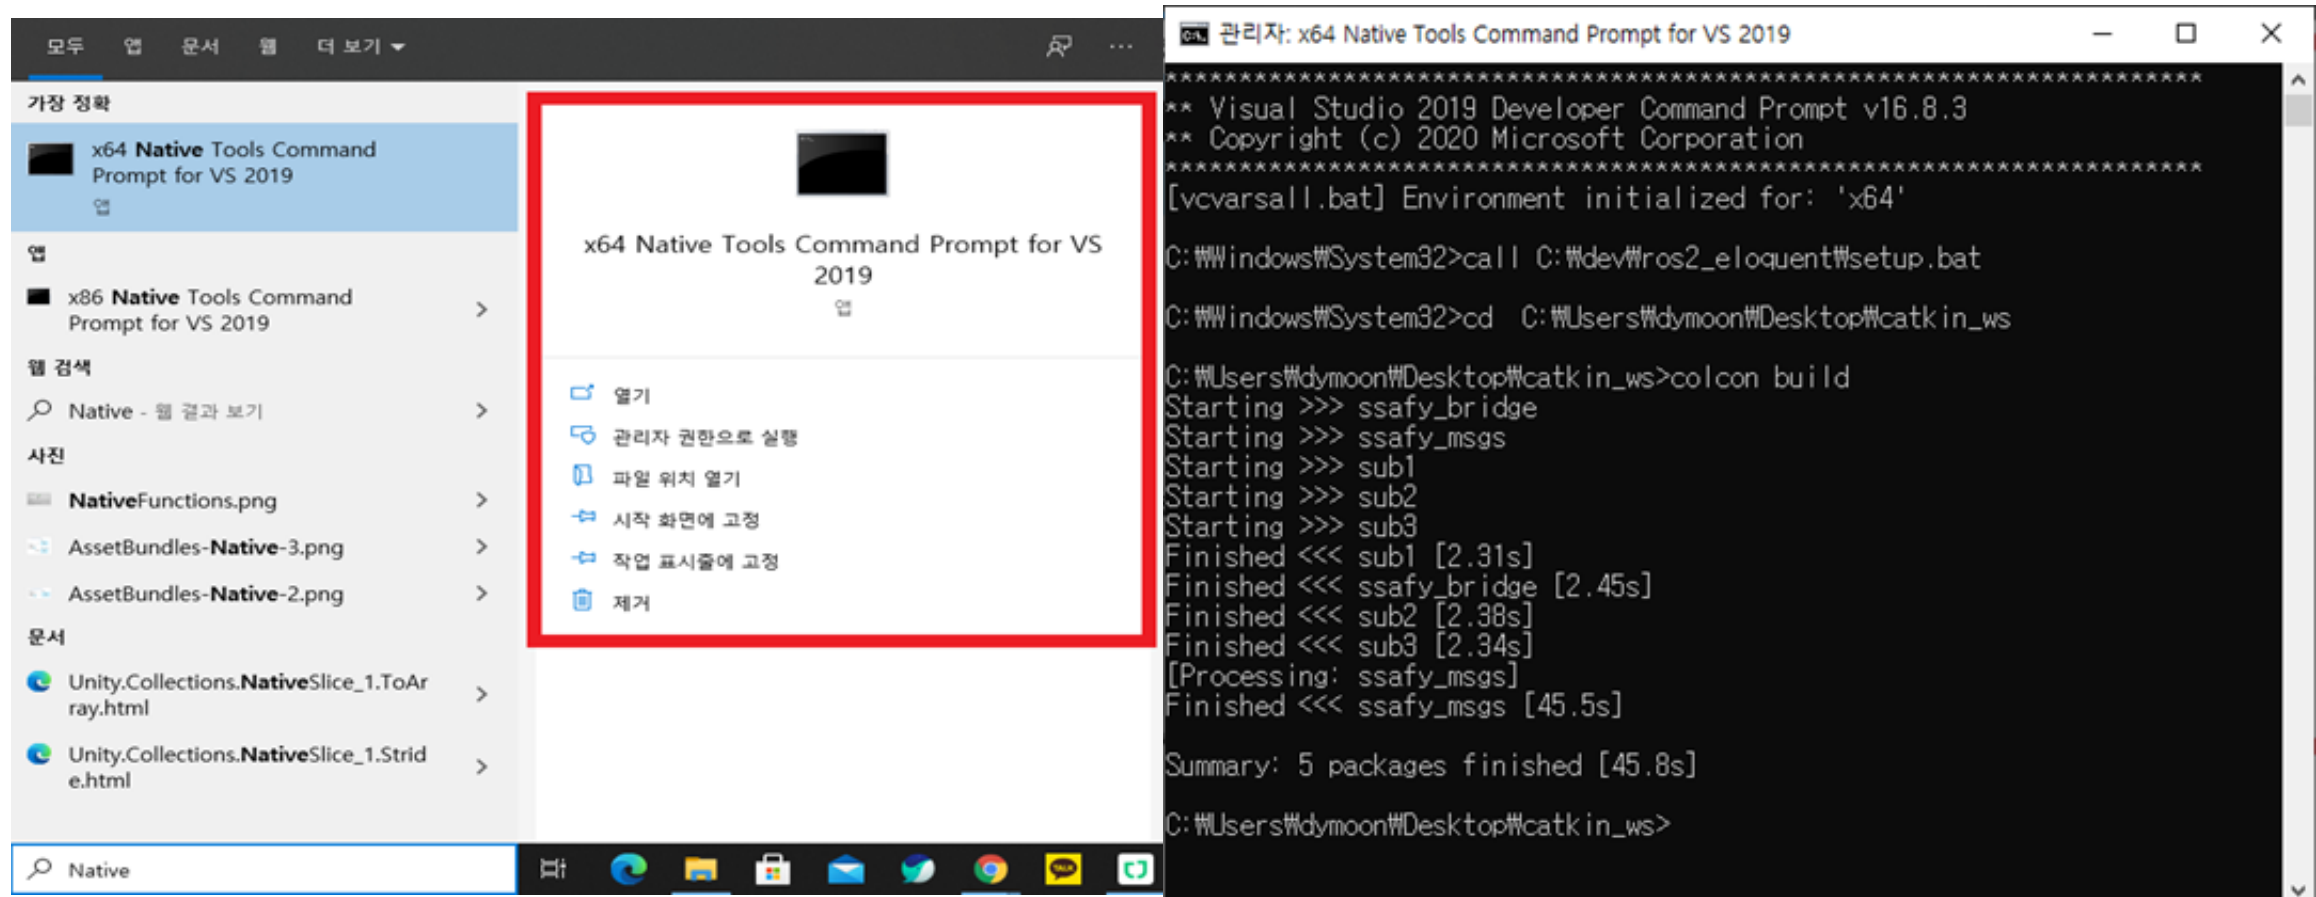 모두 앱 문서 웹 더 보기
가장 정확
x64 Native Tools Command
Prompt for VS 2019
앱
앱
x86 Native Tools Command
Prompt for VS 2019
웹 검색
Native - 웹 결과 보기
사진
NativeFunctions.png
AssetBundles-Native-3.png
AssetBundles-Native-2.png
문서
Unity.Collections.NativeSlice_1.ToAr
ray.html
Unity.Collections.NativeSlice_1.Strid
e.html
Native
x64 Native Tools Command Prompt for VS
2019
앱
열기
관리자 권한으로 실행
파일 위치 열기
시작 화면에 고정
작업 표시줄에 고정
제거
TALK
관리자: x64 Native Tools Command Prompt for VS 2019
**********************************************************************
** Visual Studio 2019 Developer Command Prompt v16.8.3
** Copyright (c) 2020 Microsoft Corporation
**********************************************************************
[vcvarsall.bat] Environment initialized for: 'x64'
C:₩Windows₩System32>call C:₩dev₩ros2_eloquent₩setup.bat
C:₩Windows₩System32>cd  C:₩Users₩dymoon₩Desktop₩catkin_ws
C:₩Users₩dymoon₩Desktop₩catkin_ws>colcon build
Starting >>> ssafy_bridge
Starting >>> ssafy_msgs
Starting >>> sub1
Starting >>> sub2
Starting >>> sub3
Finished <<< sub1 [2.31s]
Finished <<< ssafy_bridge [2.45s]
Finished <<< sub2 [2.38s]
Finished <<< sub3 [2.34s]
[Processing: ssafy_msgs]
Finished <<< ssafy_msgs [45.5s]
Summary: 5 packages finished [45.8s]
C:₩Users₩dymoon₩Desktop₩catkin_ws>